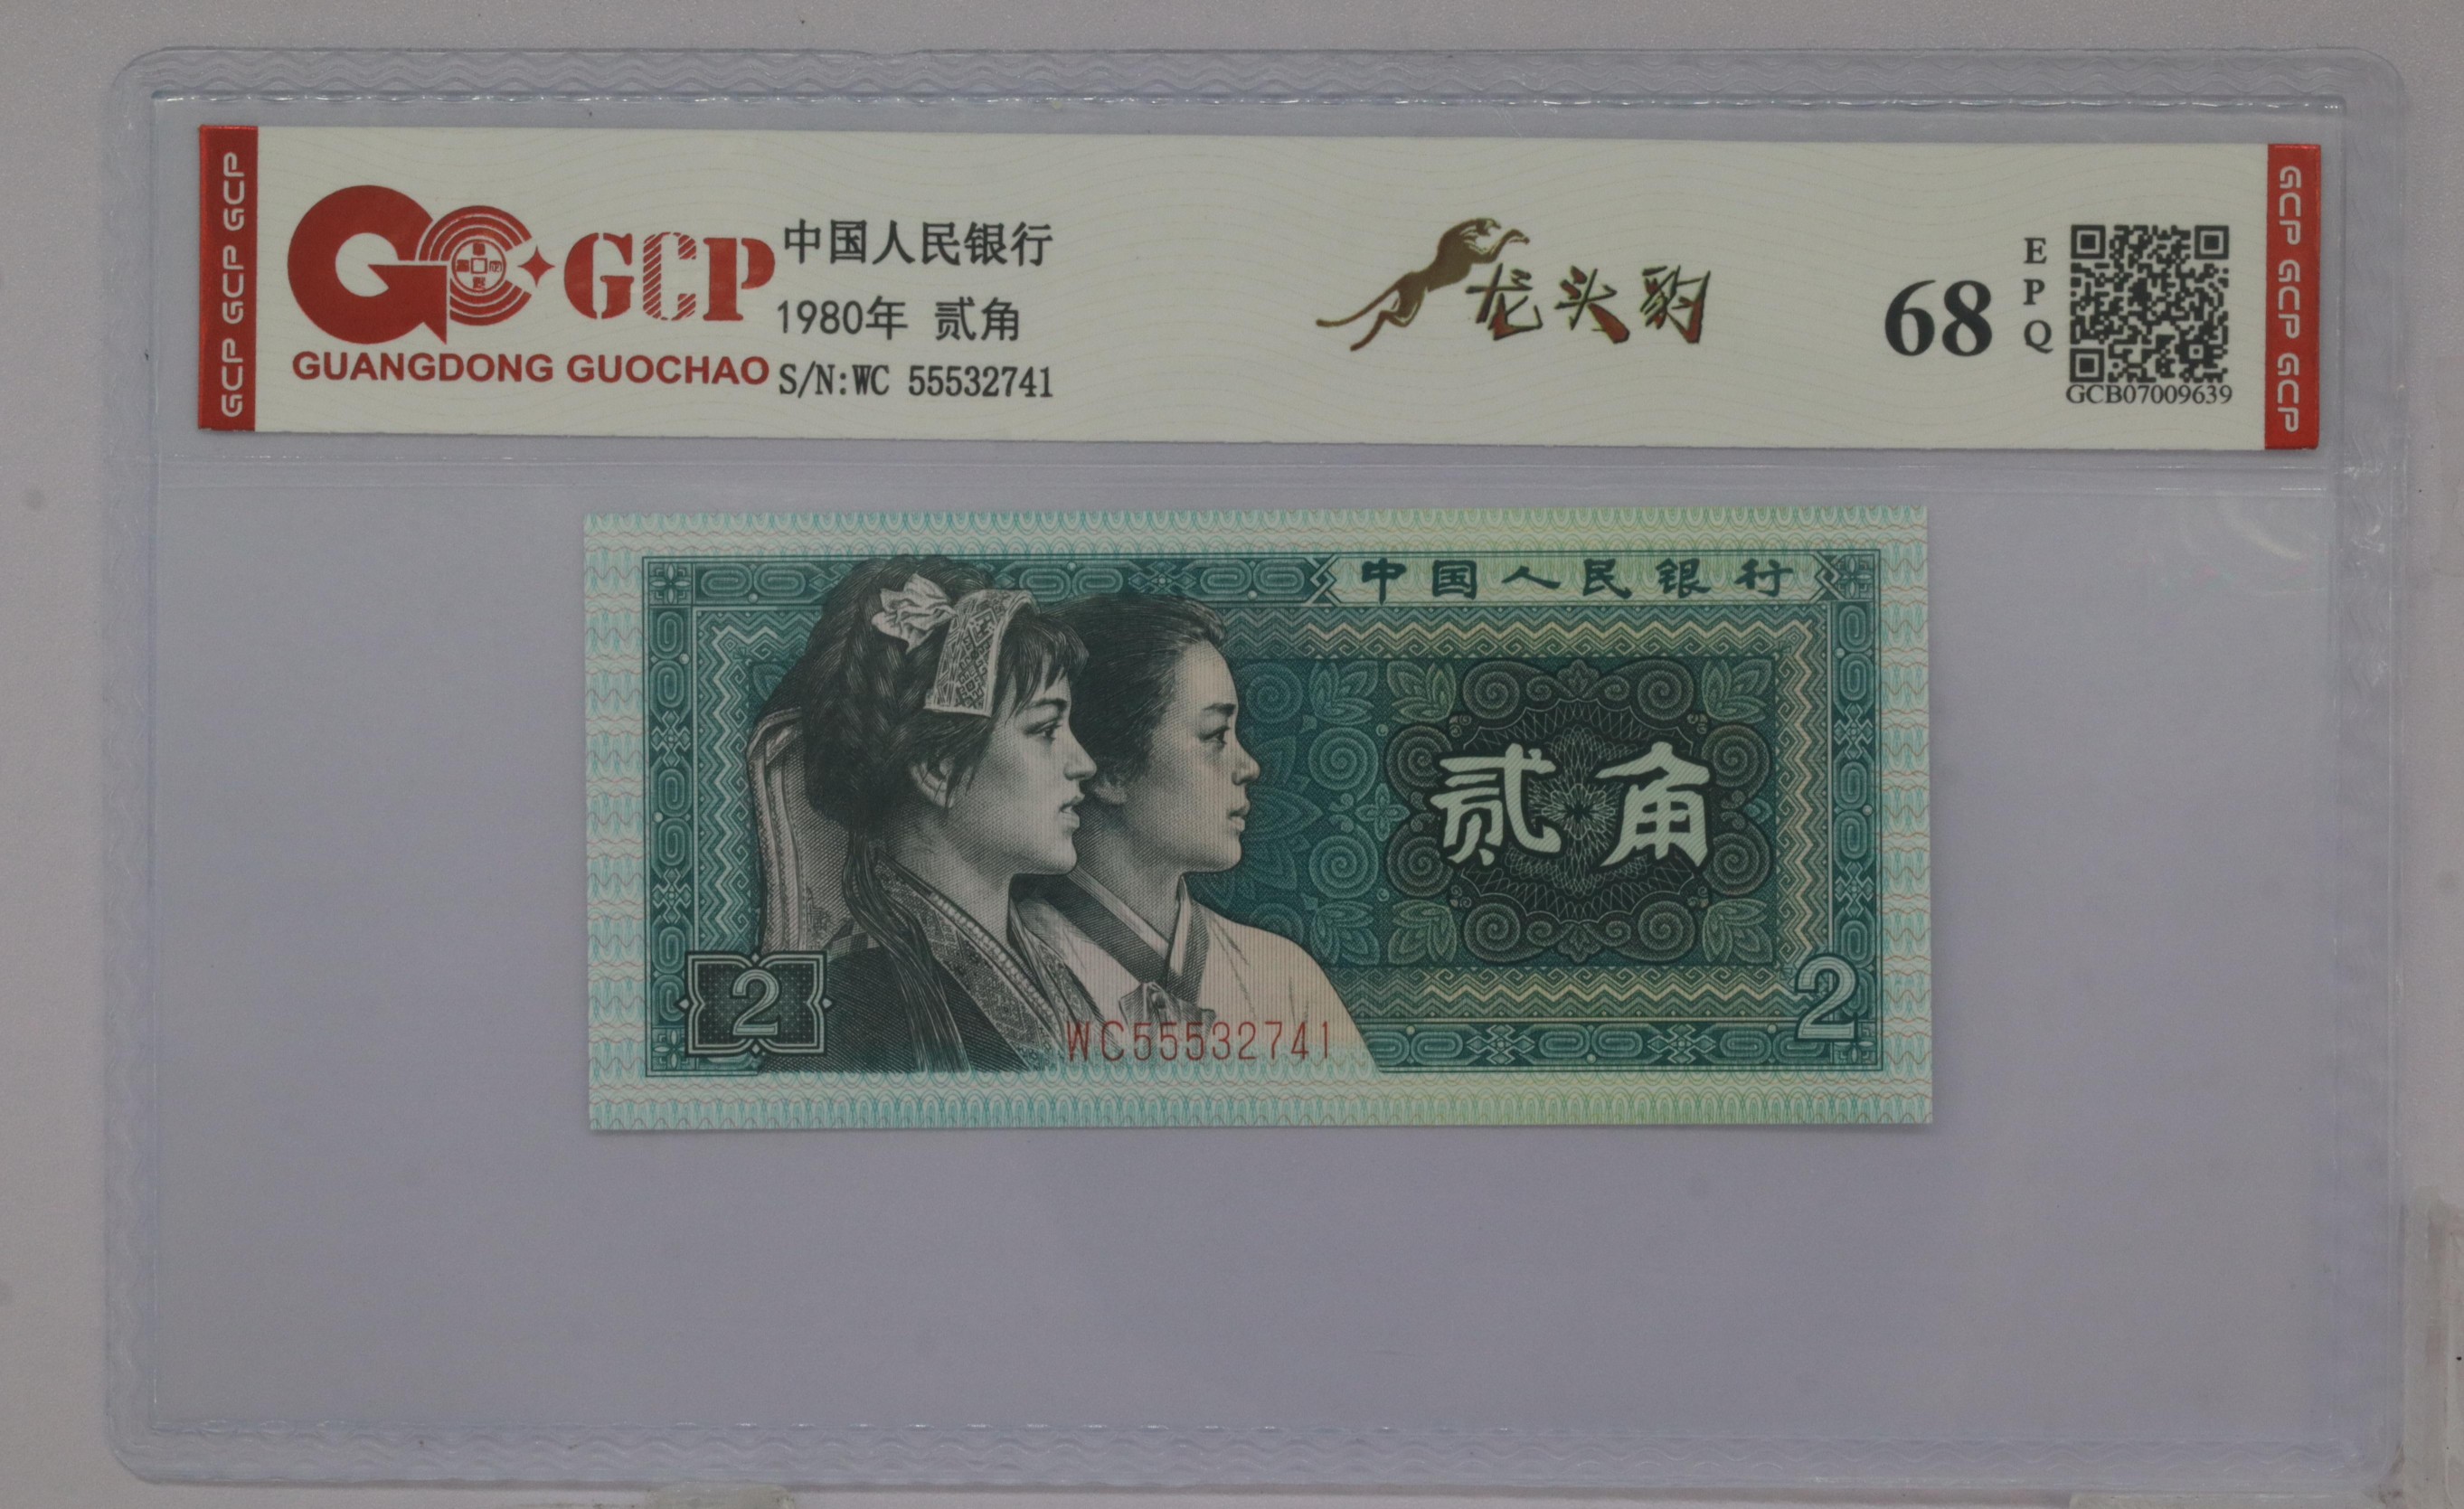 GCP GCP GCP
GCP
GUANGDONG GUOCHAO
中国人民银行
1980年 贰角
S/N:WC 55532741
龙头豹
68
EPQ
GCB07009639
GCP GCP GCP
中国人民银行
贰角
2
WC55532741
2